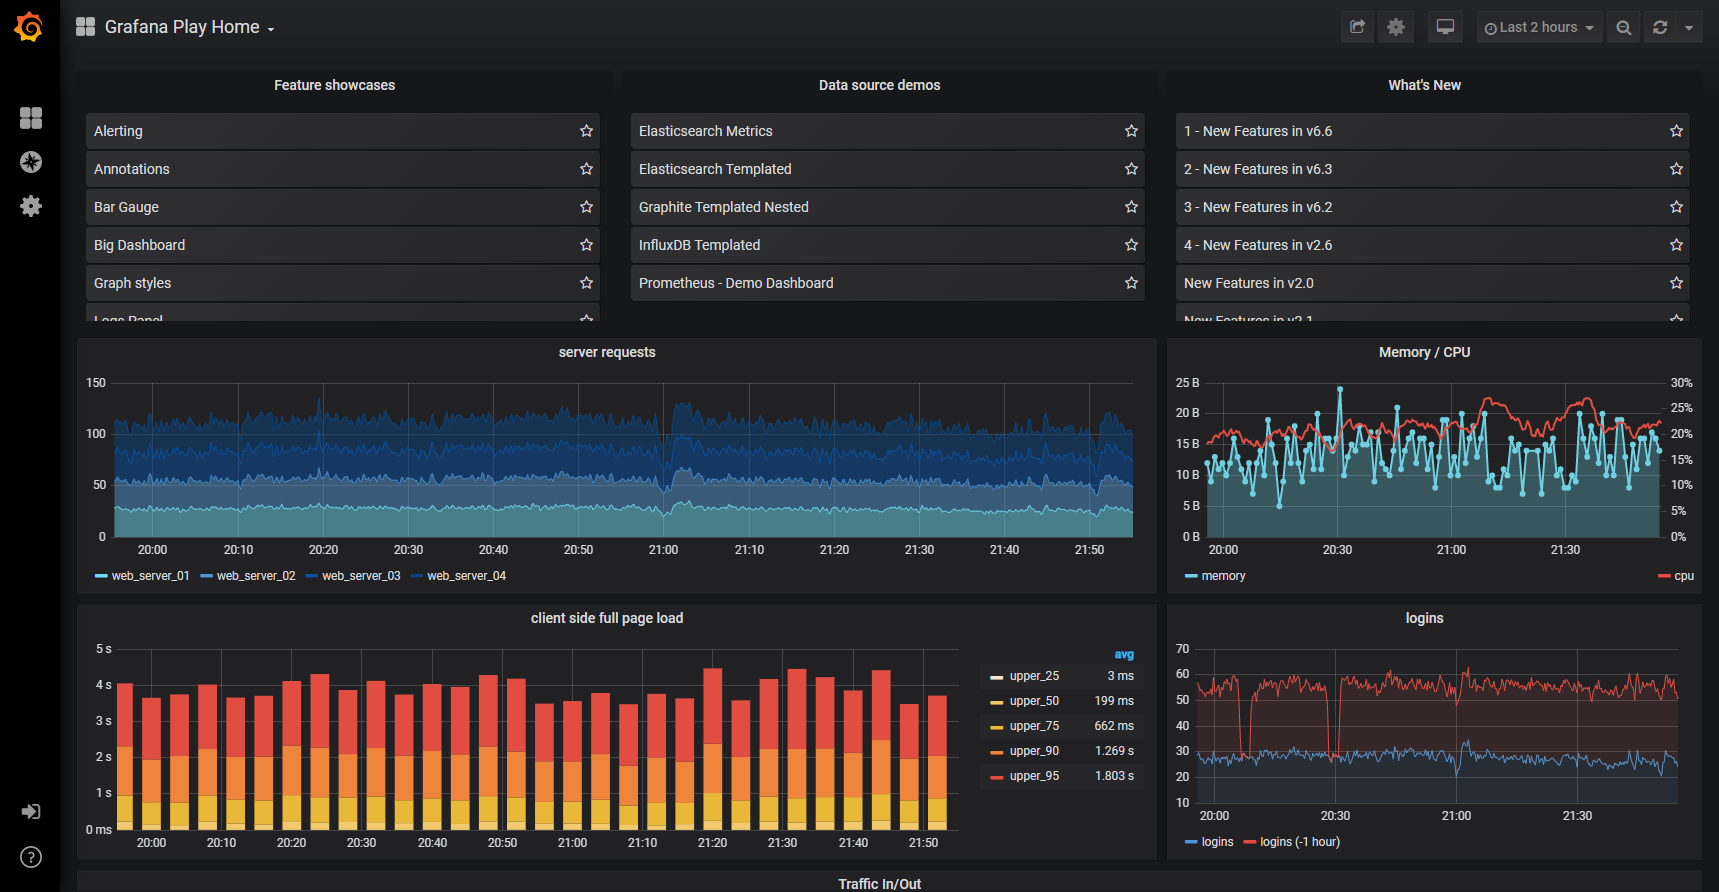 Grafana Play Home
Last 2 hours
Feature showcases
Alerting
Annotations
Bar Gauge
Big Dashboard
Graph styles
Logs Panel
Data source demos
Elasticsearch Metrics
Elasticsearch Templated
Graphite Templated Nested
InfluxDB Templated
Prometheus - Demo Dashboard
What's New
1 - New Features in v6.6
2 - New Features in v6.3
3 - New Features in v6.2
4 - New Features in v2.6
New Features in v2.0
New Features in v2.1
server requests
150
100
50
0
20:00 20:10 20:20 20:30 20:40 20:50 21:00 21:10 21:20 21:30 21:40 21:50
web_server_01 web_server_02 web_server_03 web_server_04
Memory / CPU
25 B 30%
25%
20 B
20%
15 B
15%
10 B
10%
5 B
5%
0 B 0%
20:00 20:30 21:00 21:30
memory cpu
client side full page load
5 s
4 s
3 s
2 s
1 s
0 ms
20:00 20:10 20:20 20:30 20:40 20:50 21:00 21:10 21:20 21:30 21:40 21:50
avg
upper_25 3 ms
upper_50 199 ms
upper_75 662 ms
upper_90 1.269 s
upper_95 1.803 s
logins
70
60
50
40
30
20
10
20:00 20:30 21:00 21:30
logins logins (-1 hour)
Traffic In/Out